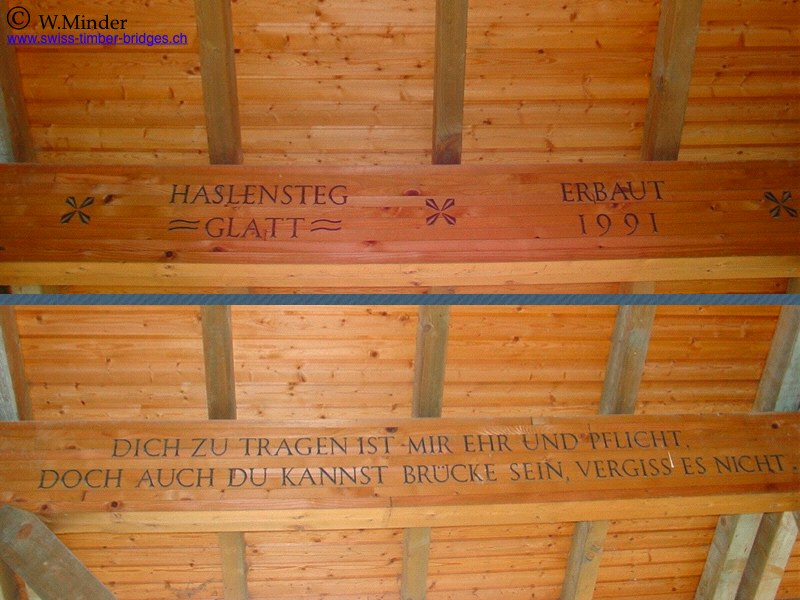 © W.Minder
www.swiss-timber-bridges.ch
HASLENSTEG
GLATT
ERBAUT
1991
DICH ZU TRAGEN IST MIR EHR UND PFLICHT,
DOCH AUCH DU KANNST BRÜCKE SEIN, VERGISS ES NICHT.